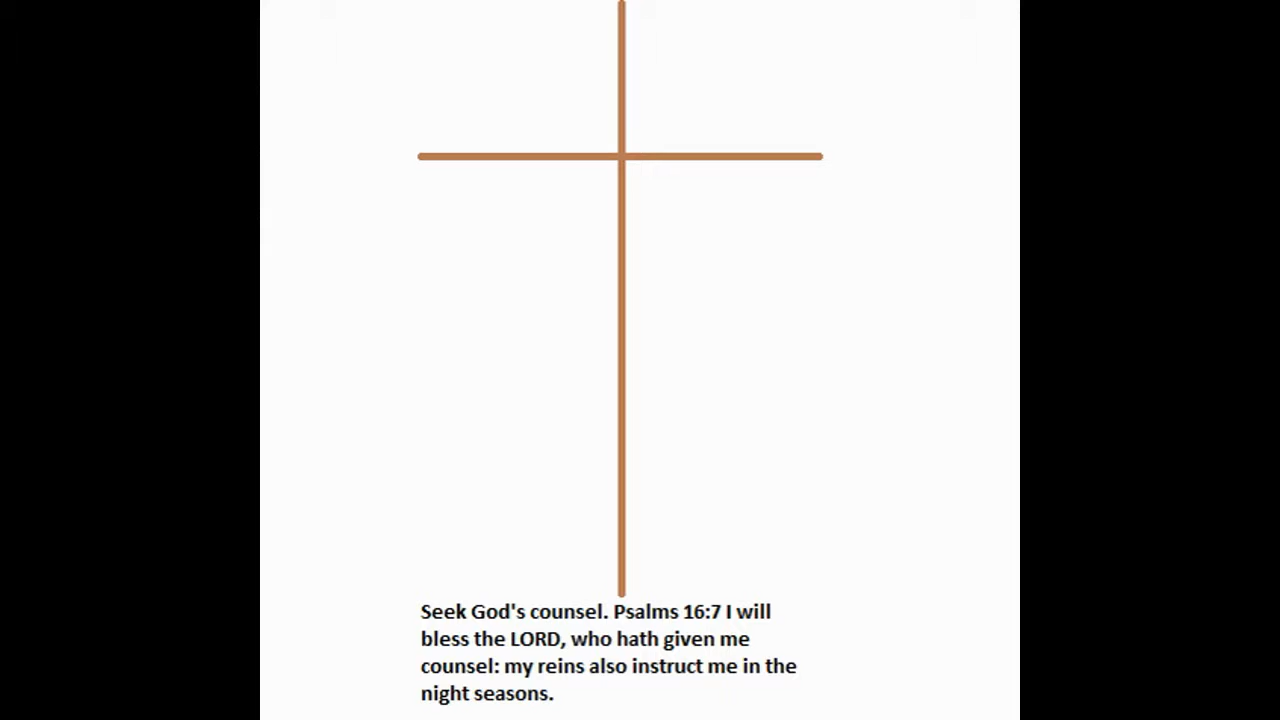 Seek God's counsel. Psalms 16:7 I will
bless the LORD, who hath given me
counsel: my reins also instruct me in the
night seasons.